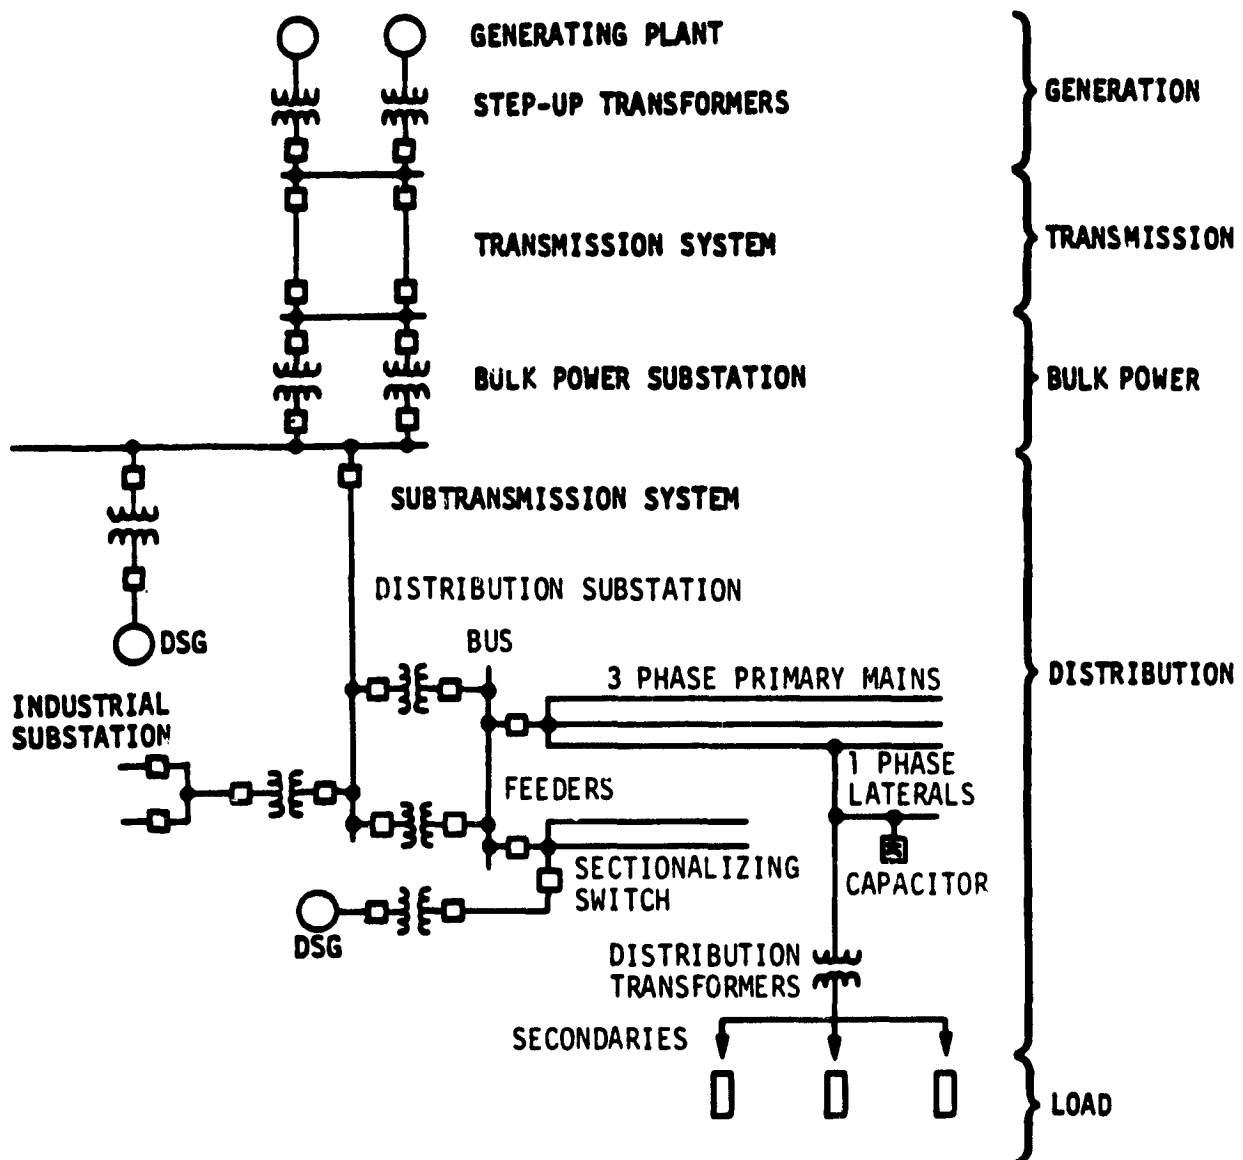 GENERATING PLANT
STEP-UP TRANSFORMERS
GENERATION
TRANSMISSION SYSTEM
TRANSMISSION
BULK POWER SUBSTATION
BULK POWER
SUBTRANSMISSION SYSTEM
DISTRIBUTION SUBSTATION
DSG
BUS
3 PHASE PRIMARY MAINS
DISTRIBUTION
INDUSTRIAL
SUBSTATION
1 PHASE
LATERALS
FEEDERS
SECTIONALIZING
SWITCH
CAPACITOR
DSG
DISTRIBUTION
TRANSFORMERS
SECONDARIES
LOAD